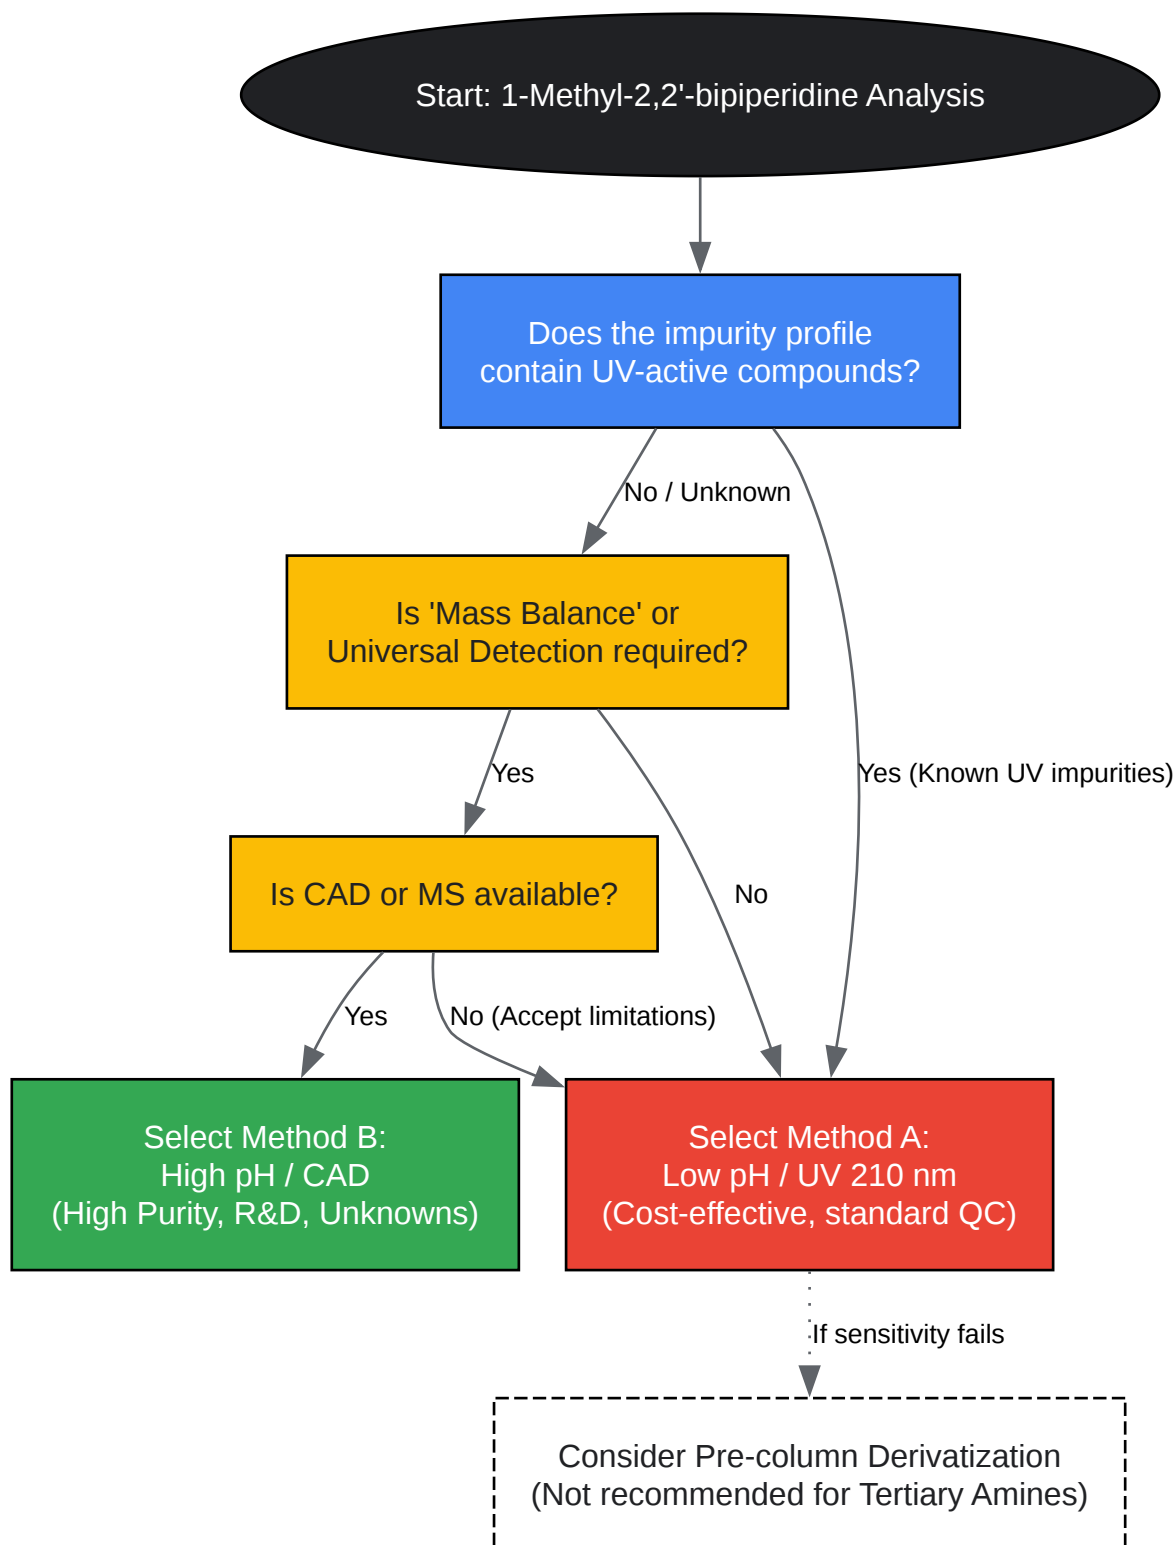 Start: 1-Methyl-2,2'-bipiperidine Analysis
Does the impurity profile
contain UV-active compounds?
No / Unknown
Is 'Mass Balance' or
Universal Detection required?
Yes
Yes (Known UV impurities)
Is CAD or MS available?
No
Yes
No (Accept limitations)
Select Method B:
High pH / CAD
(High Purity, R&D, Unknowns)
Select Method A:
Low pH / UV 210 nm
(Cost-effective, standard QC)
If sensitivity fails
Consider Pre-column Derivatization
(Not recommended for Tertiary Amines)